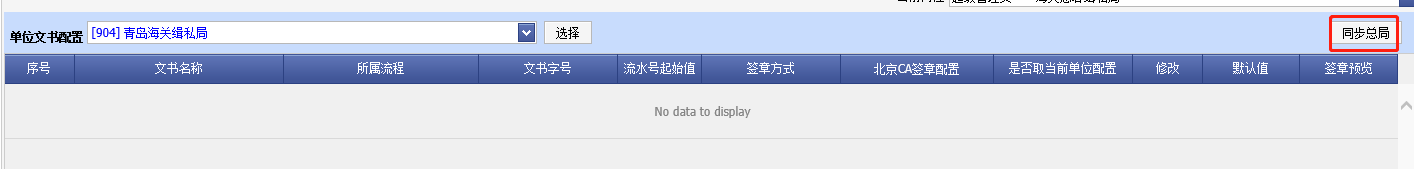 单位文书配置 [904] 青岛海关缉私局 选择 同步总局
序号 文书名称 所属流程 文书字号 流水号起始值 签章方式 北京CA签章配置 是否取当前单位配置 修改 默认值 签章预览
No data to display